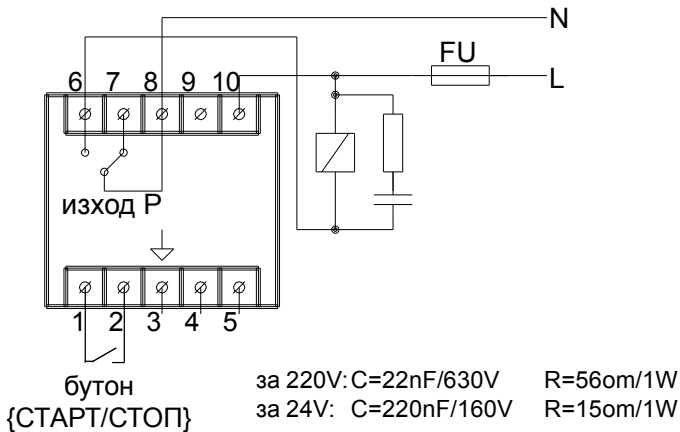 N
FU
L
6 7 8 9 10
изход P
1 2 3 4 5
бутон
{СТАРТ/СТОП}
за 220V: C=22nF/630V R=56om/1W
за 24V: C=220nF/160V R=15om/1W